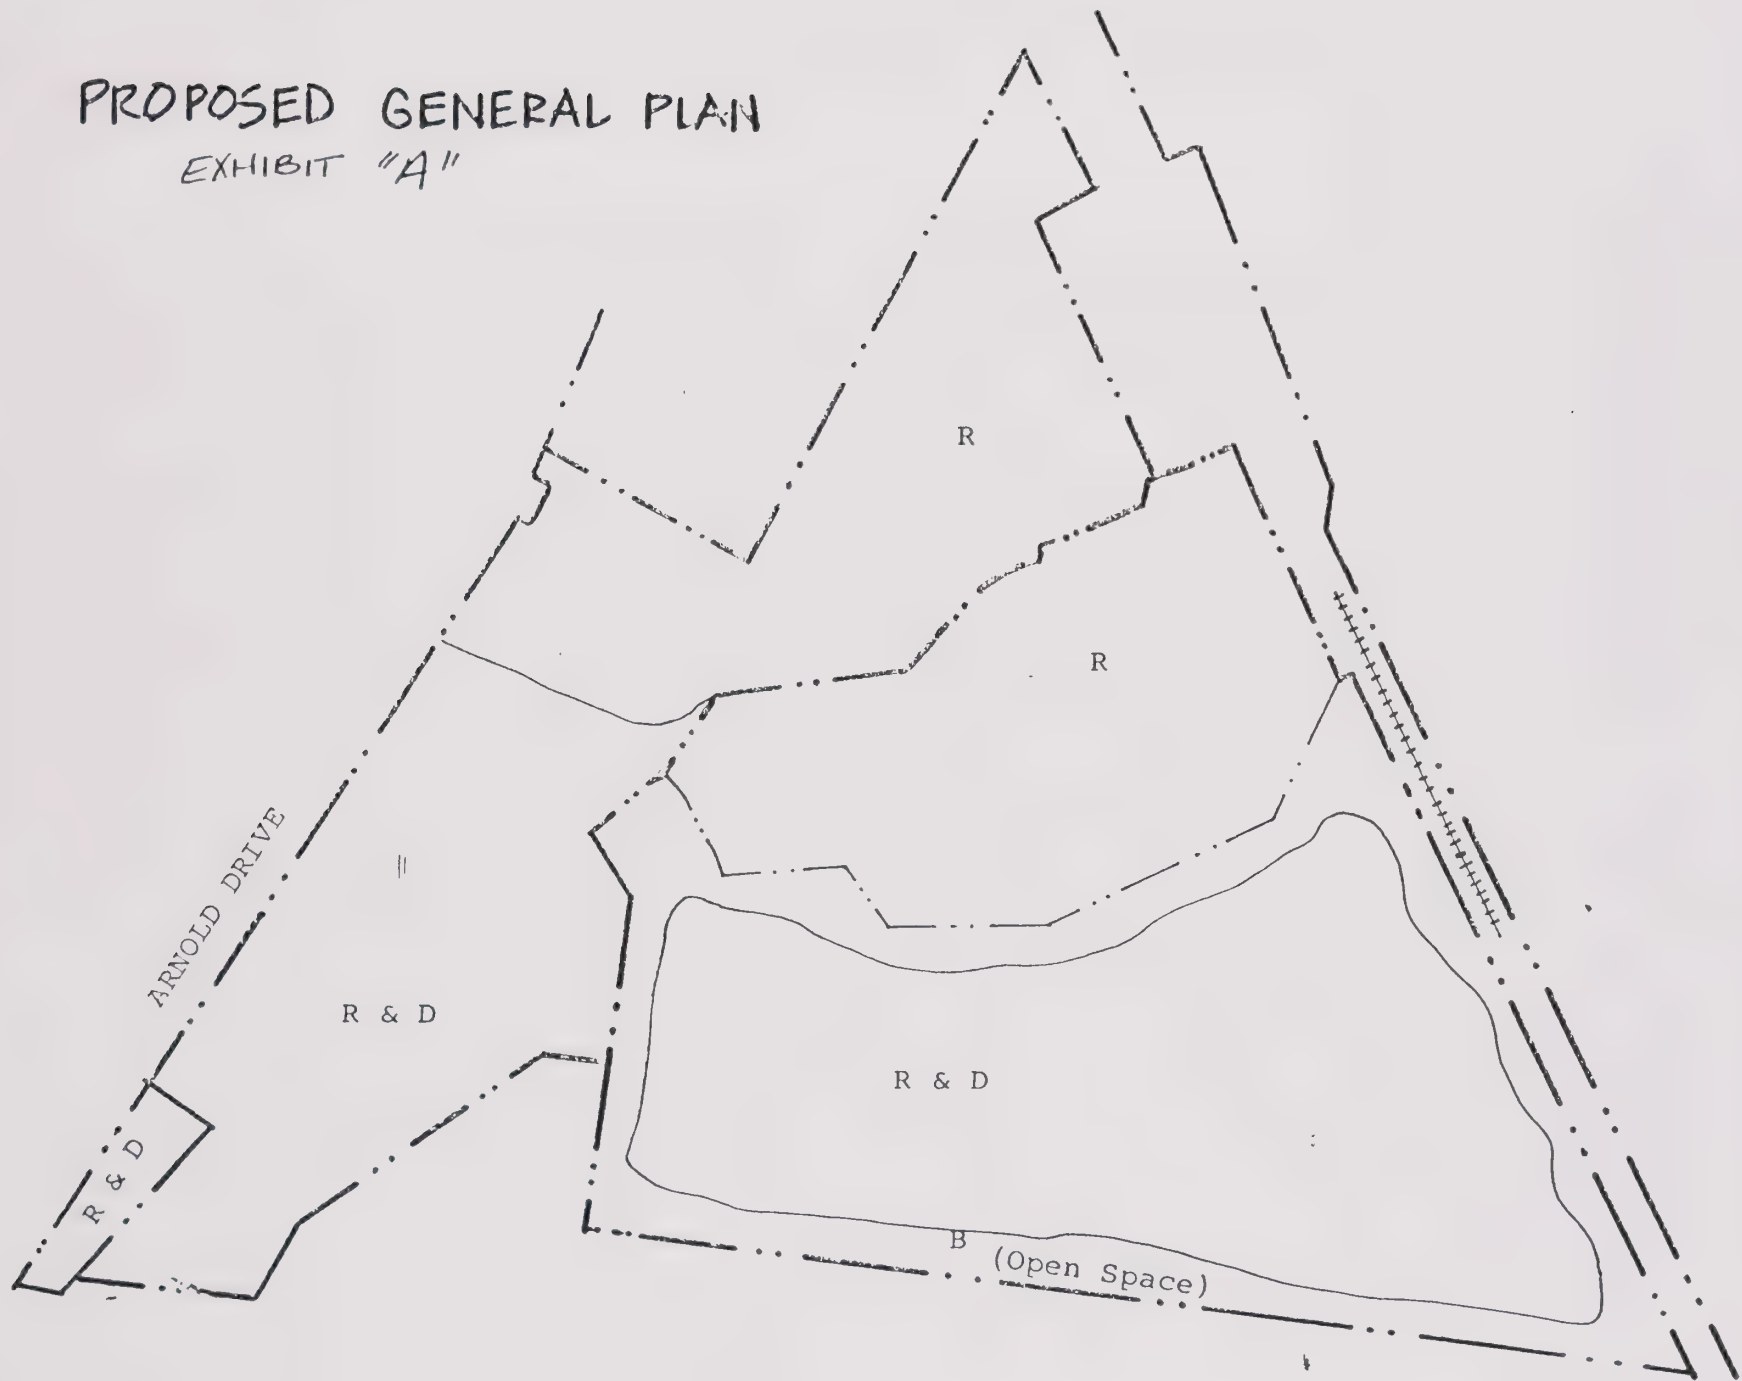 PROPOSED GENERAL PLAN
EXHIBIT "A"
R
R
ARNOLD DRIVE
R & D
R & D
R & D
B (Open Space)